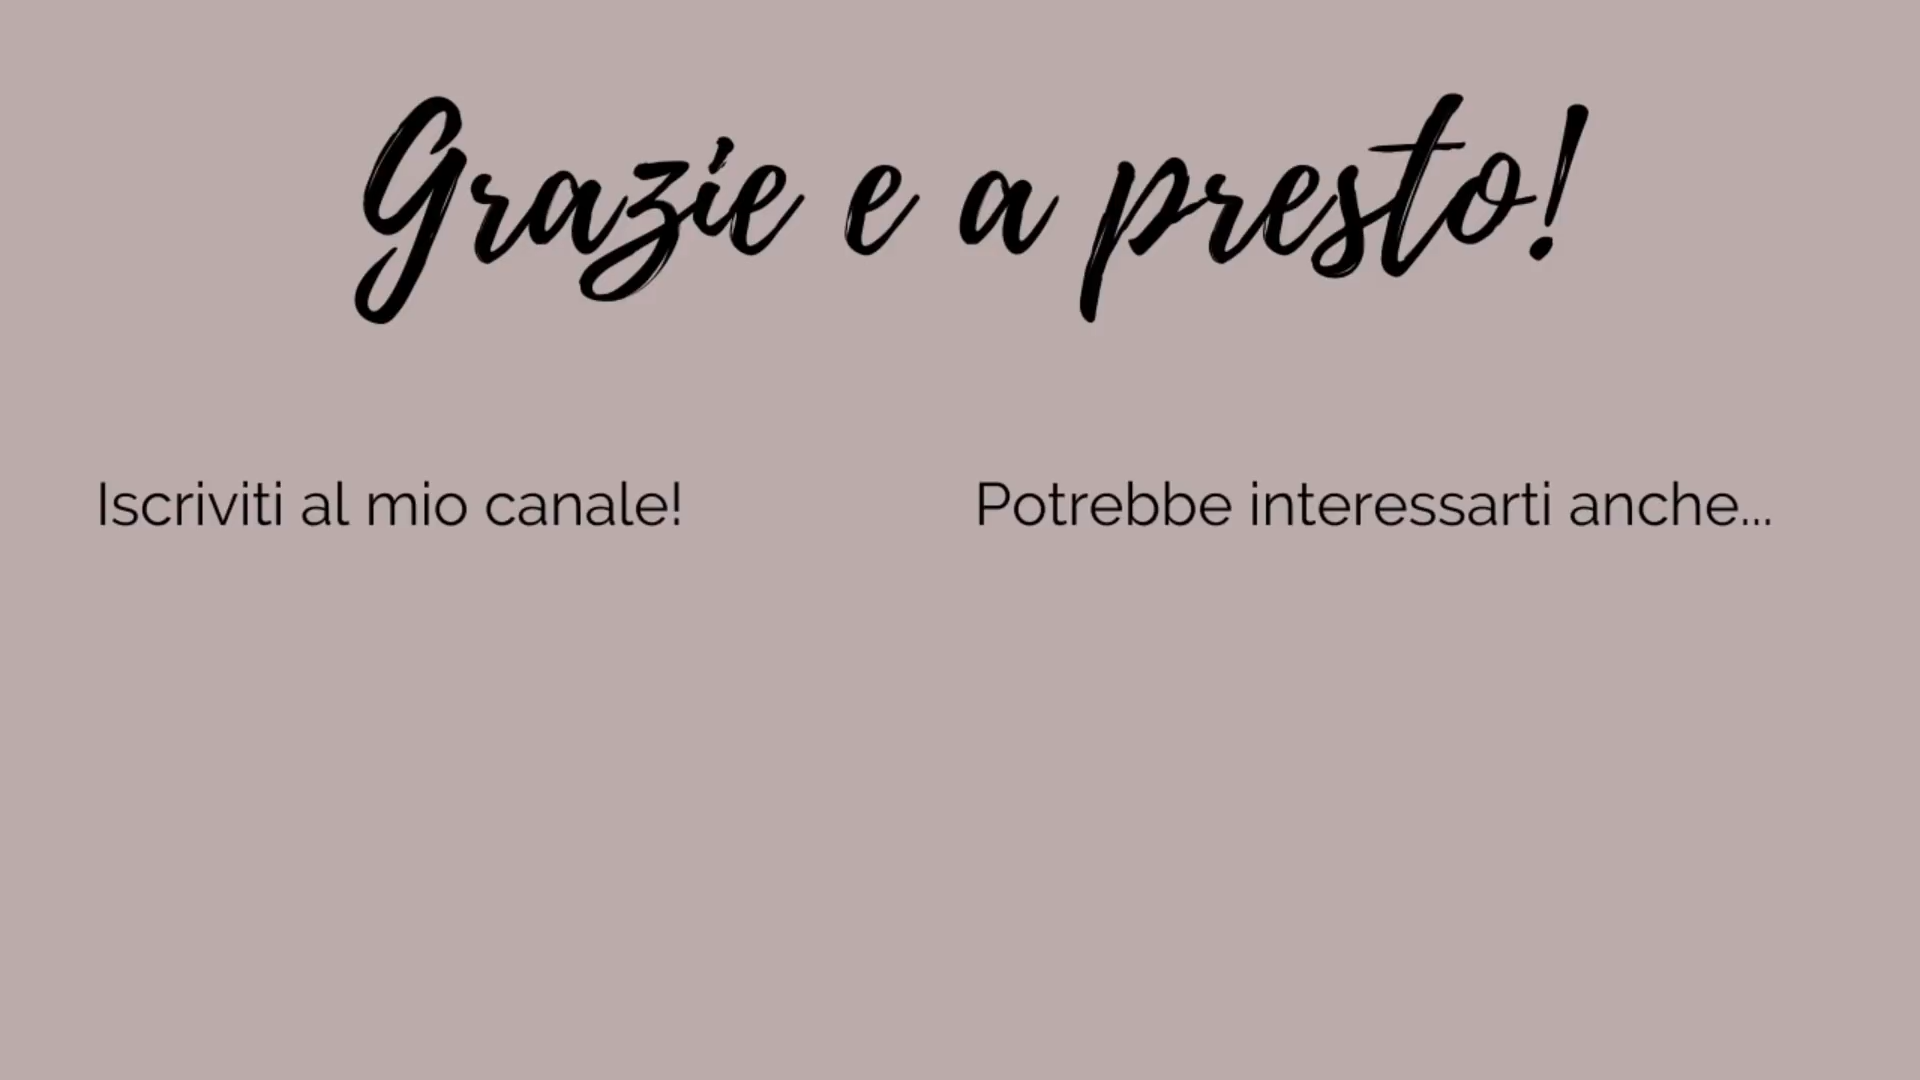 Grazie e a presto!
Iscriviti al mio canale!
Potrebbe interessarti anche...